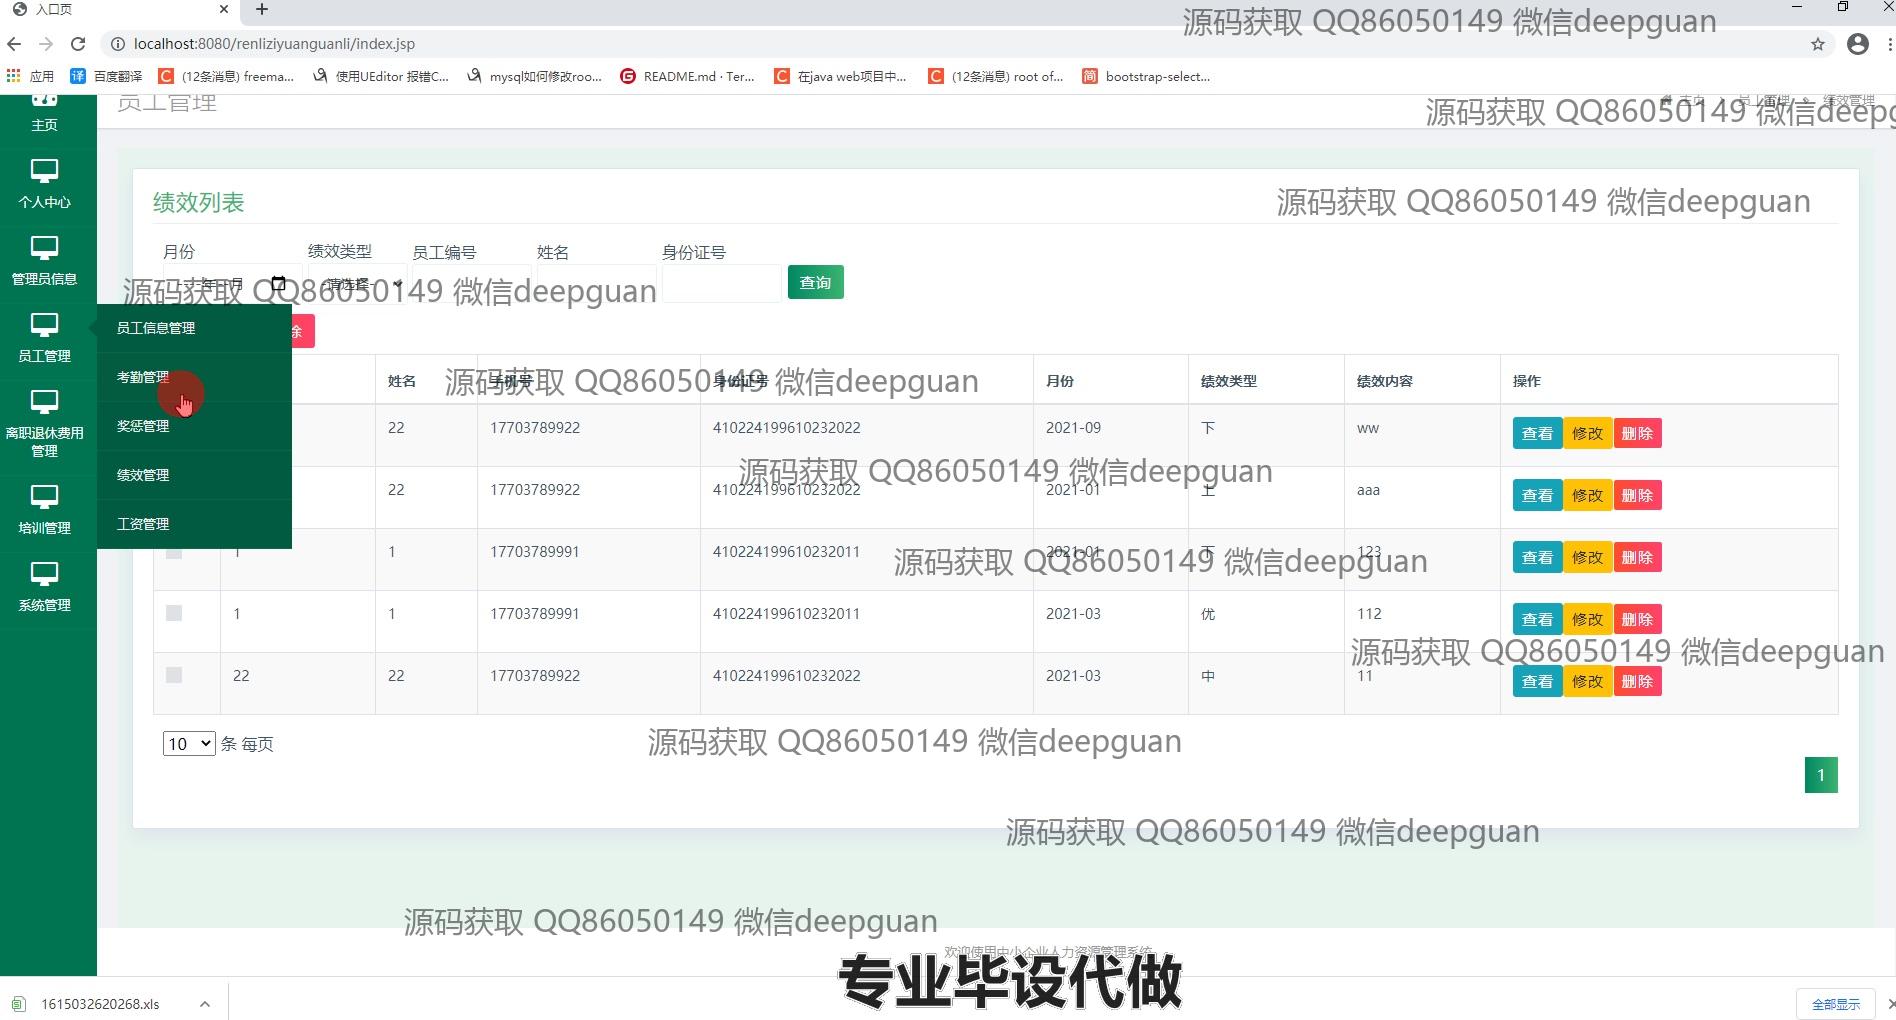 入口页
源码获取 QQ86050149 微信deepguan
localhost:8080/renliziyuanguanli/index.jsp
应用 百度翻译 (12条消息) freema... 使用UEditor 报错C... mysql如何修改roo... README.md · Ter... 在java web项目中... (12条消息) root of... bootstrap-select...
员工管理
主页 员工管理 绩效管理
源码获取 QQ86050149 微信deepg
主页
个人中心
管理员信息
员工管理
离职退休费用
管理
培训管理
系统管理
绩效列表
源码获取 QQ86050149 微信deepguan
月份 绩效类型 员工编号 姓名 身份证号
年 月 -请选择- 查询
源码获取 QQ86050149 微信deepguan
员工信息管理
考勤管理
奖惩管理
绩效管理
工资管理
除
姓名 手机号 身份证号 月份 绩效类型 绩效内容 操作
源码获取 QQ86050149 微信deepguan
22 17703789922 410224199610232022 2021-09 下 ww 查看 修改 删除
源码获取 QQ86050149 微信deepguan
22 17703789922 410224199610232022 2021-01 上 aaa 查看 修改 删除
1 1 17703789991 410224199610232011 2021-01 下 123 查看 修改 删除
源码获取 QQ86050149 微信deepguan
1 1 17703789991 410224199610232011 2021-03 优 112 查看 修改 删除
源码获取 QQ86050149 微信deepguan
22 22 17703789922 410224199610232022 2021-03 中 11 查看 修改 删除
10 条 每页
源码获取 QQ86050149 微信deepguan
1
源码获取 QQ86050149 微信deepguan
源码获取 QQ86050149 微信deepguan
欢迎使用中小企业人力资源管理系统
专业毕设代做
1615032620268.xls
全部显示